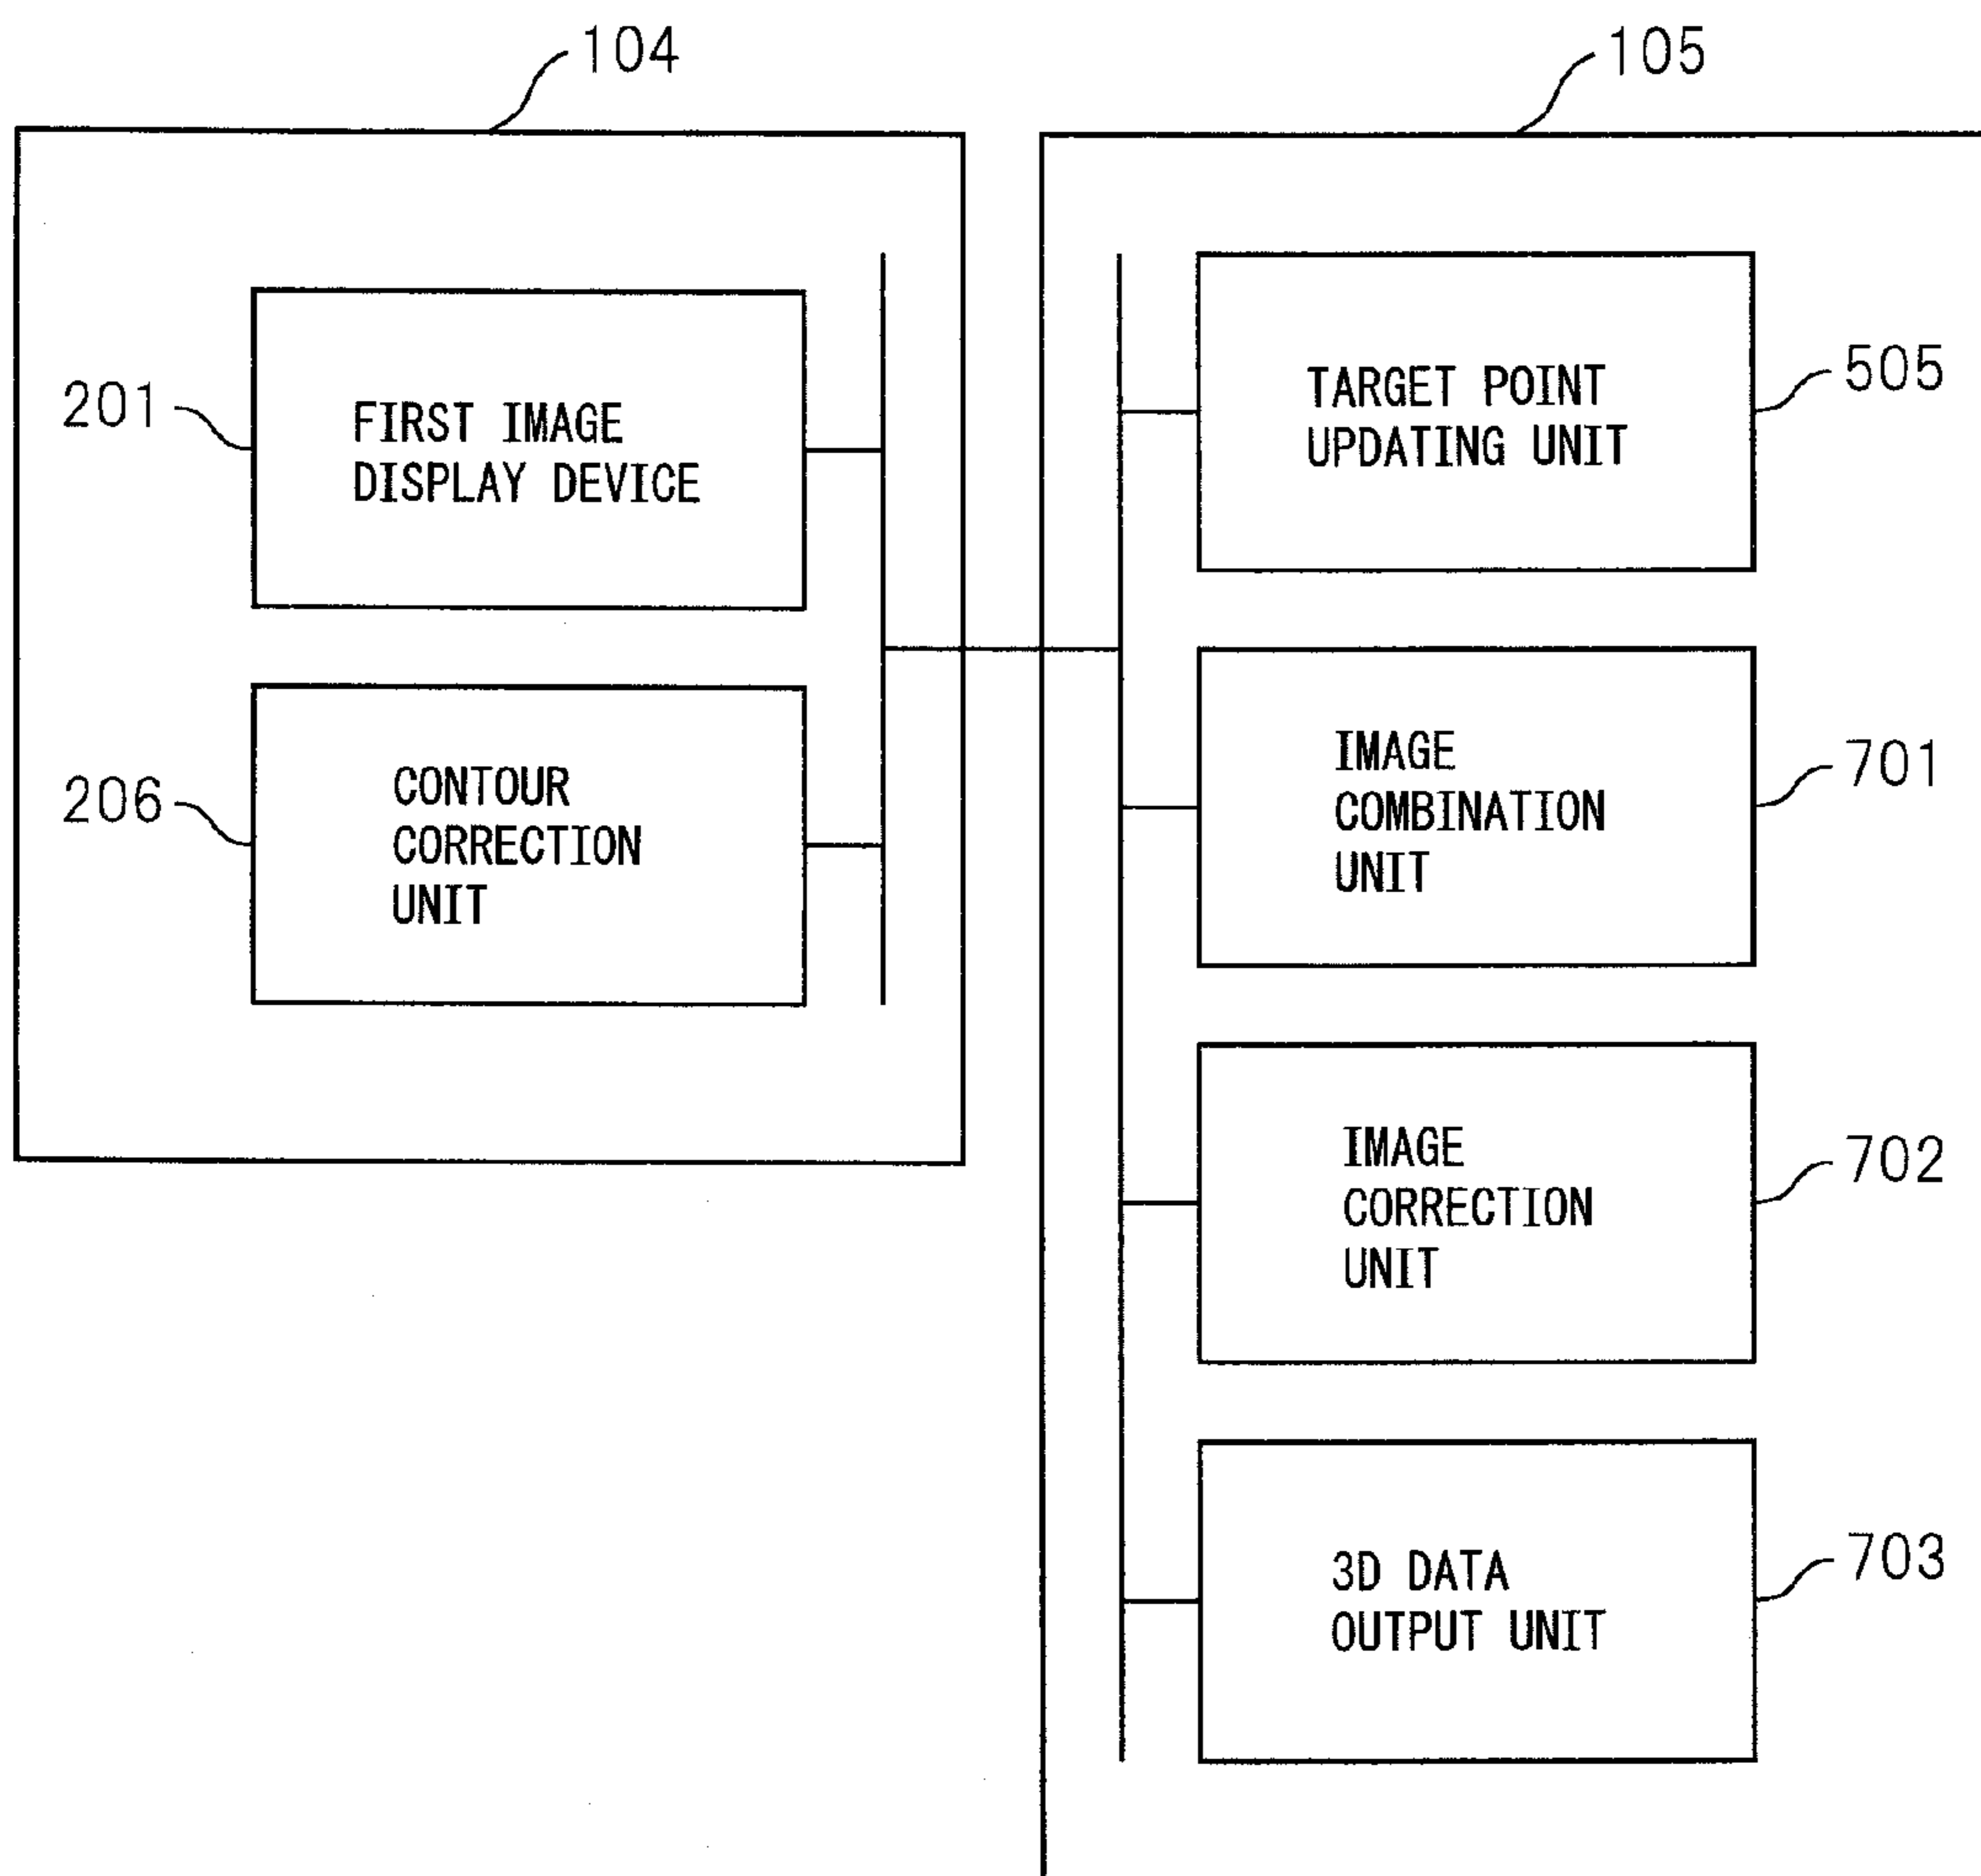 104
105
201
FIRST IMAGE
DISPLAY DEVICE
206
CONTOUR
CORRECTION
UNIT
TARGET POINT
UPDATING UNIT
505
IMAGE
COMBINATION
UNIT
701
IMAGE
CORRECTION
UNIT
702
3D DATA
OUTPUT UNIT
703